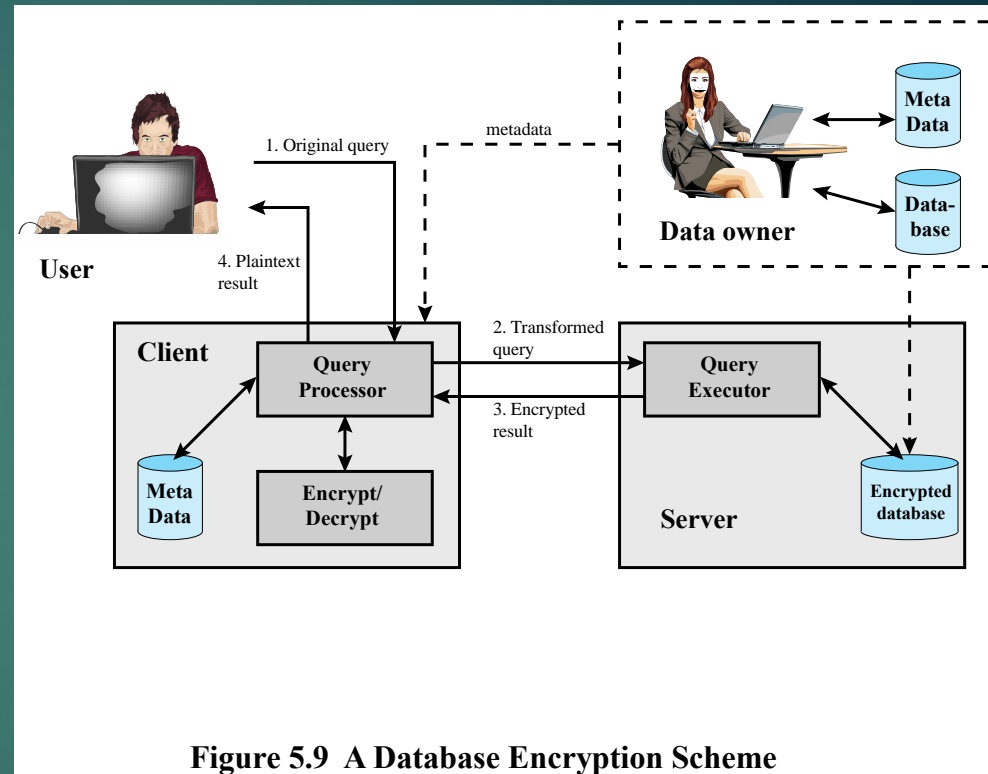 1. Original query
metadata
Meta
Data
Data-
base
Data owner
User
4. Plaintext
result
Client
Query
Processor
2. Transformed
query
3. Encrypted
result
Query
Executor
Meta
Data
Encrypt/
Decrypt
Server
Encrypted
database
Figure 5.9 A Database Encryption Scheme